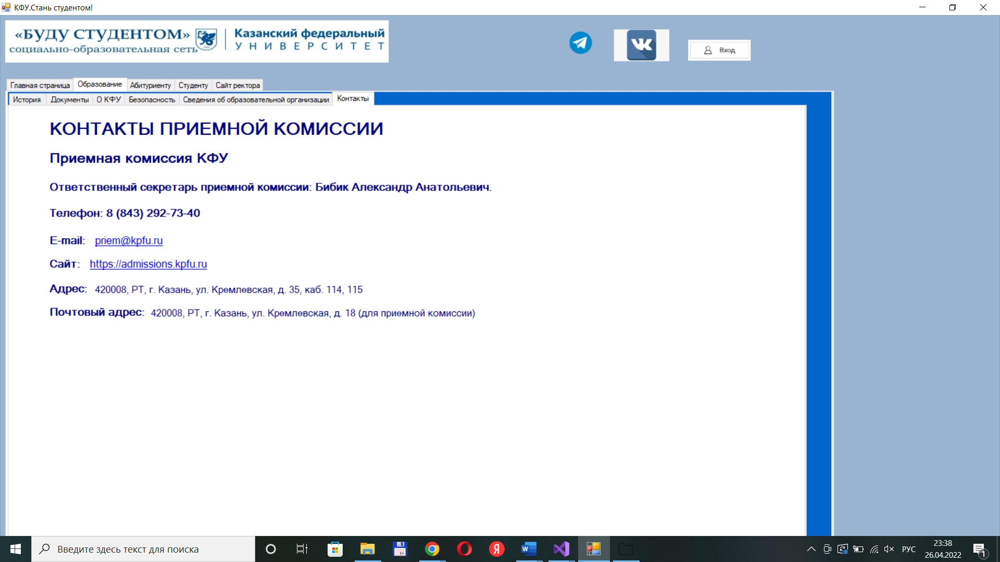 КФУ.Стань студентом!
«БУДУ СТУДЕНТОМ»
социально-образовательная сеть
Казанский федеральный
УНИВЕРСИТЕТ
Вход
Главная страница Образование Абитуриенту Студенту Сайт ректора
История Документы О КФУ Безопасность Сведения об образовательной организации Контакты
КОНТАКТЫ ПРИЕМНОЙ КОМИССИИ
Приемная комиссия КФУ
Ответственный секретарь приемной комиссии: Бибик Александр Анатольевич.
Телефон: 8 (843) 292-73-40
E-mail: priem@kpfu.ru
Сайт: https://admissions.kpfu.ru
Адрес: 420008, РТ, г. Казань, ул. Кремлевская, д. 35, каб. 114, 115
Почтовый адрес: 420008, РТ, г. Казань, ул. Кремлевская, д. 18 (для приемной комиссии)
Введите здесь текст для поиска
РУС
23:38
26.04.2022
1